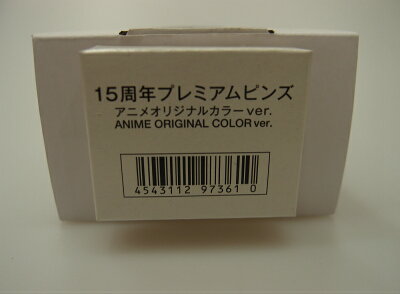 15周年プレミアムピンズ
アニメオリジナルカラーver.
ANIME ORIGINAL COLOR ver.
4543112 97361 0